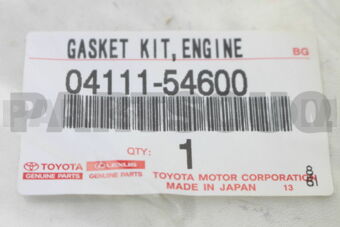 GASKET KIT, ENGINE BG
04111-54600
QTY: 1
TOYOTA GENUINE PARTS
LEXUS GENUINE PARTS
TOYOTA MOTOR CORPORATION
MADE IN JAPAN 13